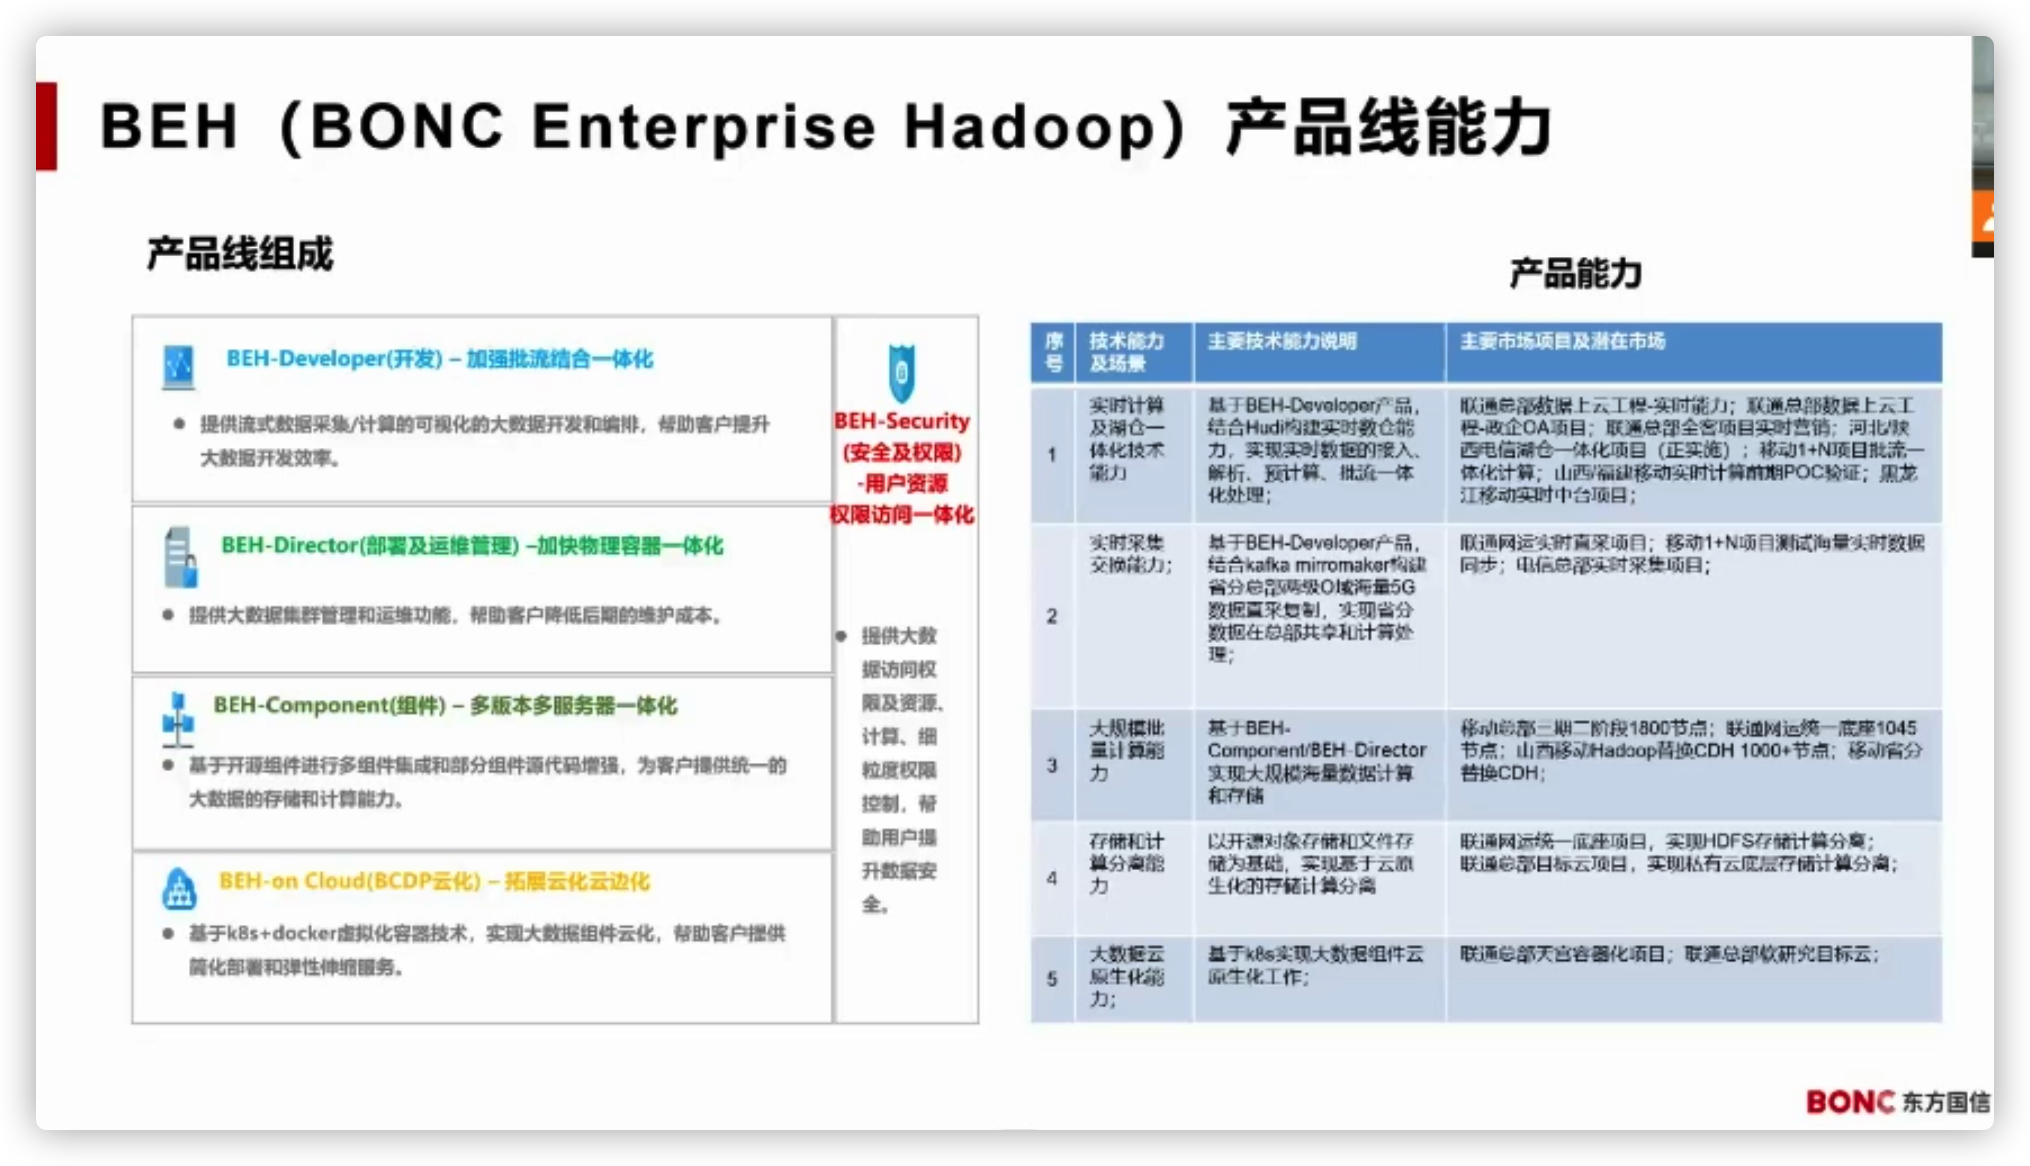 BEH（BONC Enterprise Hadoop）产品线能力
产品线组成
BEH-Developer(开发) – 加强批流结合一体化
● 提供流式数据采集/计算的可视化的大数据开发和编排，帮助客户提升
大数据开发效率。
BEH-Director(部署及运维管理) –加快物理容器一体化
● 提供大数据集群管理和运维功能，帮助客户降低后期的维护成本。
BEH-Component(组件) – 多版本多服务器一体化
● 基于开源组件进行多组件集成和部分组件源代码增强，为客户提供统一的
大数据的存储和计算能力。
BEH-on Cloud(BCDP云化) – 拓展云化云边化
● 基于k8s+docker虚拟化容器技术，实现大数据组件云化，帮助客户提供
简化部署和弹性伸缩服务。
BEH-Security
(安全及权限)
-用户资源
权限访问一体化
● 提供大数
据访问权
限及资源、
计算、细
粒度权限
控制，帮
助用户提
升数据安
全。
产品能力
序
号
技术能力
及场景
主要技术能力说明
主要市场项目及潜在市场
1
实时计算
及湖仓一
体化技术
能力
基于BEH-Developer产品，
结合Hudi构建实时数仓能
力，实现实时数据的接入、
解析、预计算、批流一体
化处理；
联通总部数据上云工程-实时能力；联通总部数据上云工
程-政企OA项目；联通总部全客项目实时营销；河北/陕
西电信湖仓一体化项目（正实施）；移动1+N项目批流一
体化计算；山西/福建移动实时计算前期POC验证；黑龙
江移动实时中台项目；
2
实时采集
交换能力；
基于BEH-Developer产品，
结合kafka mirromaker构建
省分总部两级O域海量5G
数据直采复制，实现省分
数据在总部共享和计算处
理；
联通网运实时直采项目；移动1+N项目测试海量实时数据
同步；电信总部实时采集项目；
3
大规模批
量计算能
力
基于BEH-
Component/BEH-Director
实现大规模海量数据计算
和存储
移动总部三期二阶段1800节点；联通网运统一底座1045
节点；山西移动Hadoop替换CDH 1000+节点；移动省分
替换CDH；
4
存储和计
算分离能
力
以开源对象存储和文件存
储为基础，实现基于云原
生化的存储计算分离
联通网运统一底座项目，实现HDFS存储计算分离；
联通总部目标云项目，实现私有云底层存储计算分离；
5
大数据云
原生化能
力；
基于k8s实现大数据组件云
原生化工作；
联通总部天宫容器化项目；联通总部软研究目标云；
BONC 东方国信